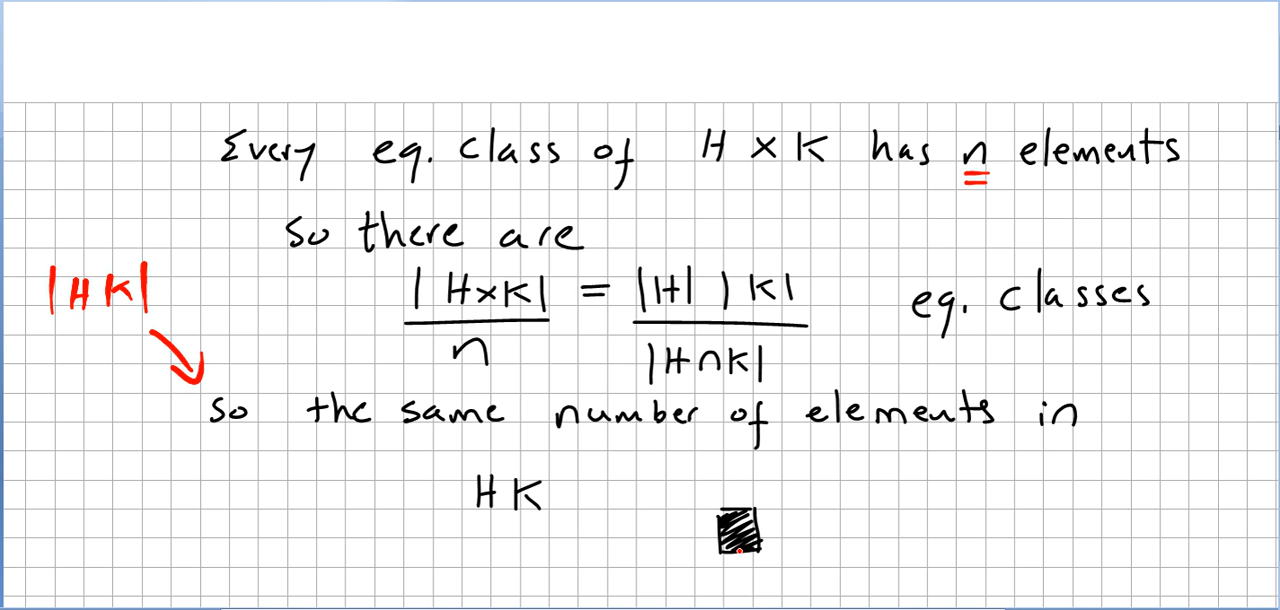 Every eq. class of H × K has n elements
so there are
|HK|
|H×K| / n = |H| |K| / |H∩K| eq. classes
so the same number of elements in
HK